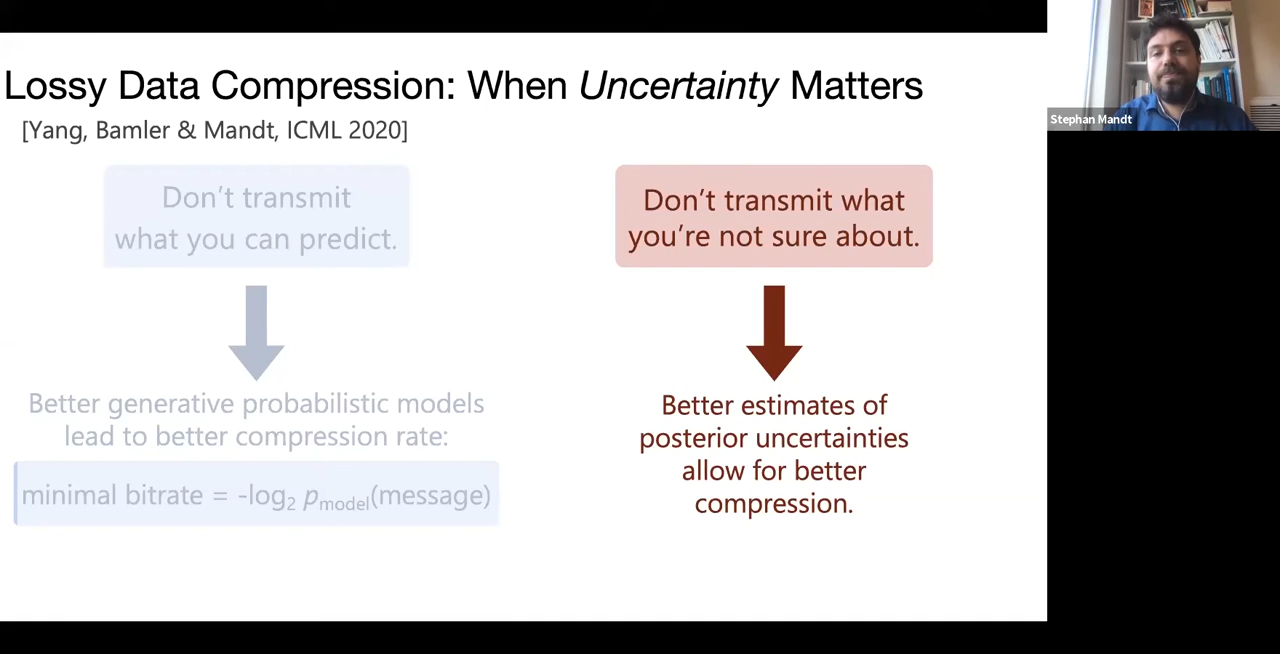 Lossy Data Compression: When Uncertainty Matters
[Yang, Bamler & Mandt, ICML 2020]
Don't transmit
what you can predict.
Better generative probabilistic models
lead to better compression rate:
minimal bitrate = -log₂ pmodel(message)
Don't transmit what
you're not sure about.
Better estimates of
posterior uncertainties
allow for better
compression.
Stephan Mandt